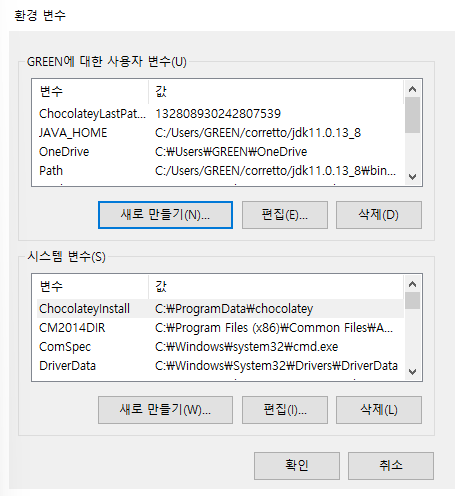 환경 변수
GREEN에 대한 사용자 변수(U)
변수 값
ChocolateyLastPat... 132808930242807539
JAVA_HOME C:/Users/GREEN/corretto/jdk11.0.13_8
OneDrive C:₩Users₩GREEN₩OneDrive
Path C:/Users/GREEN/corretto/jdk11.0.13_8₩bin...
새로 만들기(N)... 편집(E)... 삭제(D)
시스템 변수(S)
변수 값
ChocolateyInstall C:₩ProgramData₩chocolatey
CM2014DIR C:₩Program Files (x86)₩Common Files₩A...
ComSpec C:₩Windows₩system32₩cmd.exe
DriverData C:₩Windows₩System32₩Drivers₩DriverData
새로 만들기(W)... 편집(I)... 삭제(L)
확인 취소